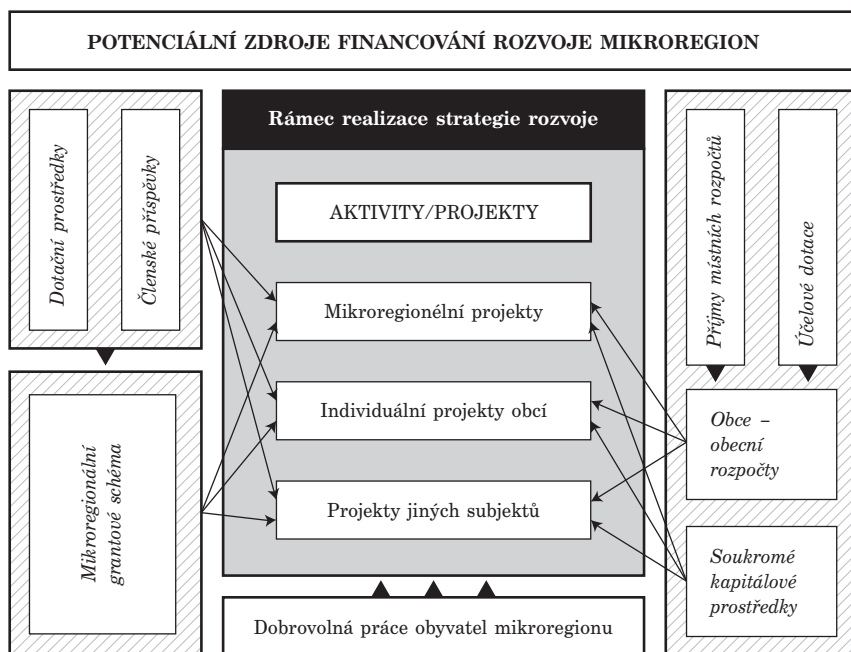 POTENCIÁLNÍ ZDROJE FINANCOVÁNÍ ROZVOJE MIKROREGION
Dotační prostředky
Členské příspěvky
Mikroregionální
grantové schéma
Rámec realizace strategie rozvoje
AKTIVITY/PROJEKTY
Mikroregionélní projekty
Individuální projekty obcí
Projekty jiných subjektů
Dobrovolná práce obyvatel mikroregionu
Příjmy místních rozpočtů
Účelové dotace
Obce –
obecní
rozpočty
Soukromé
kapitálové
prostředky